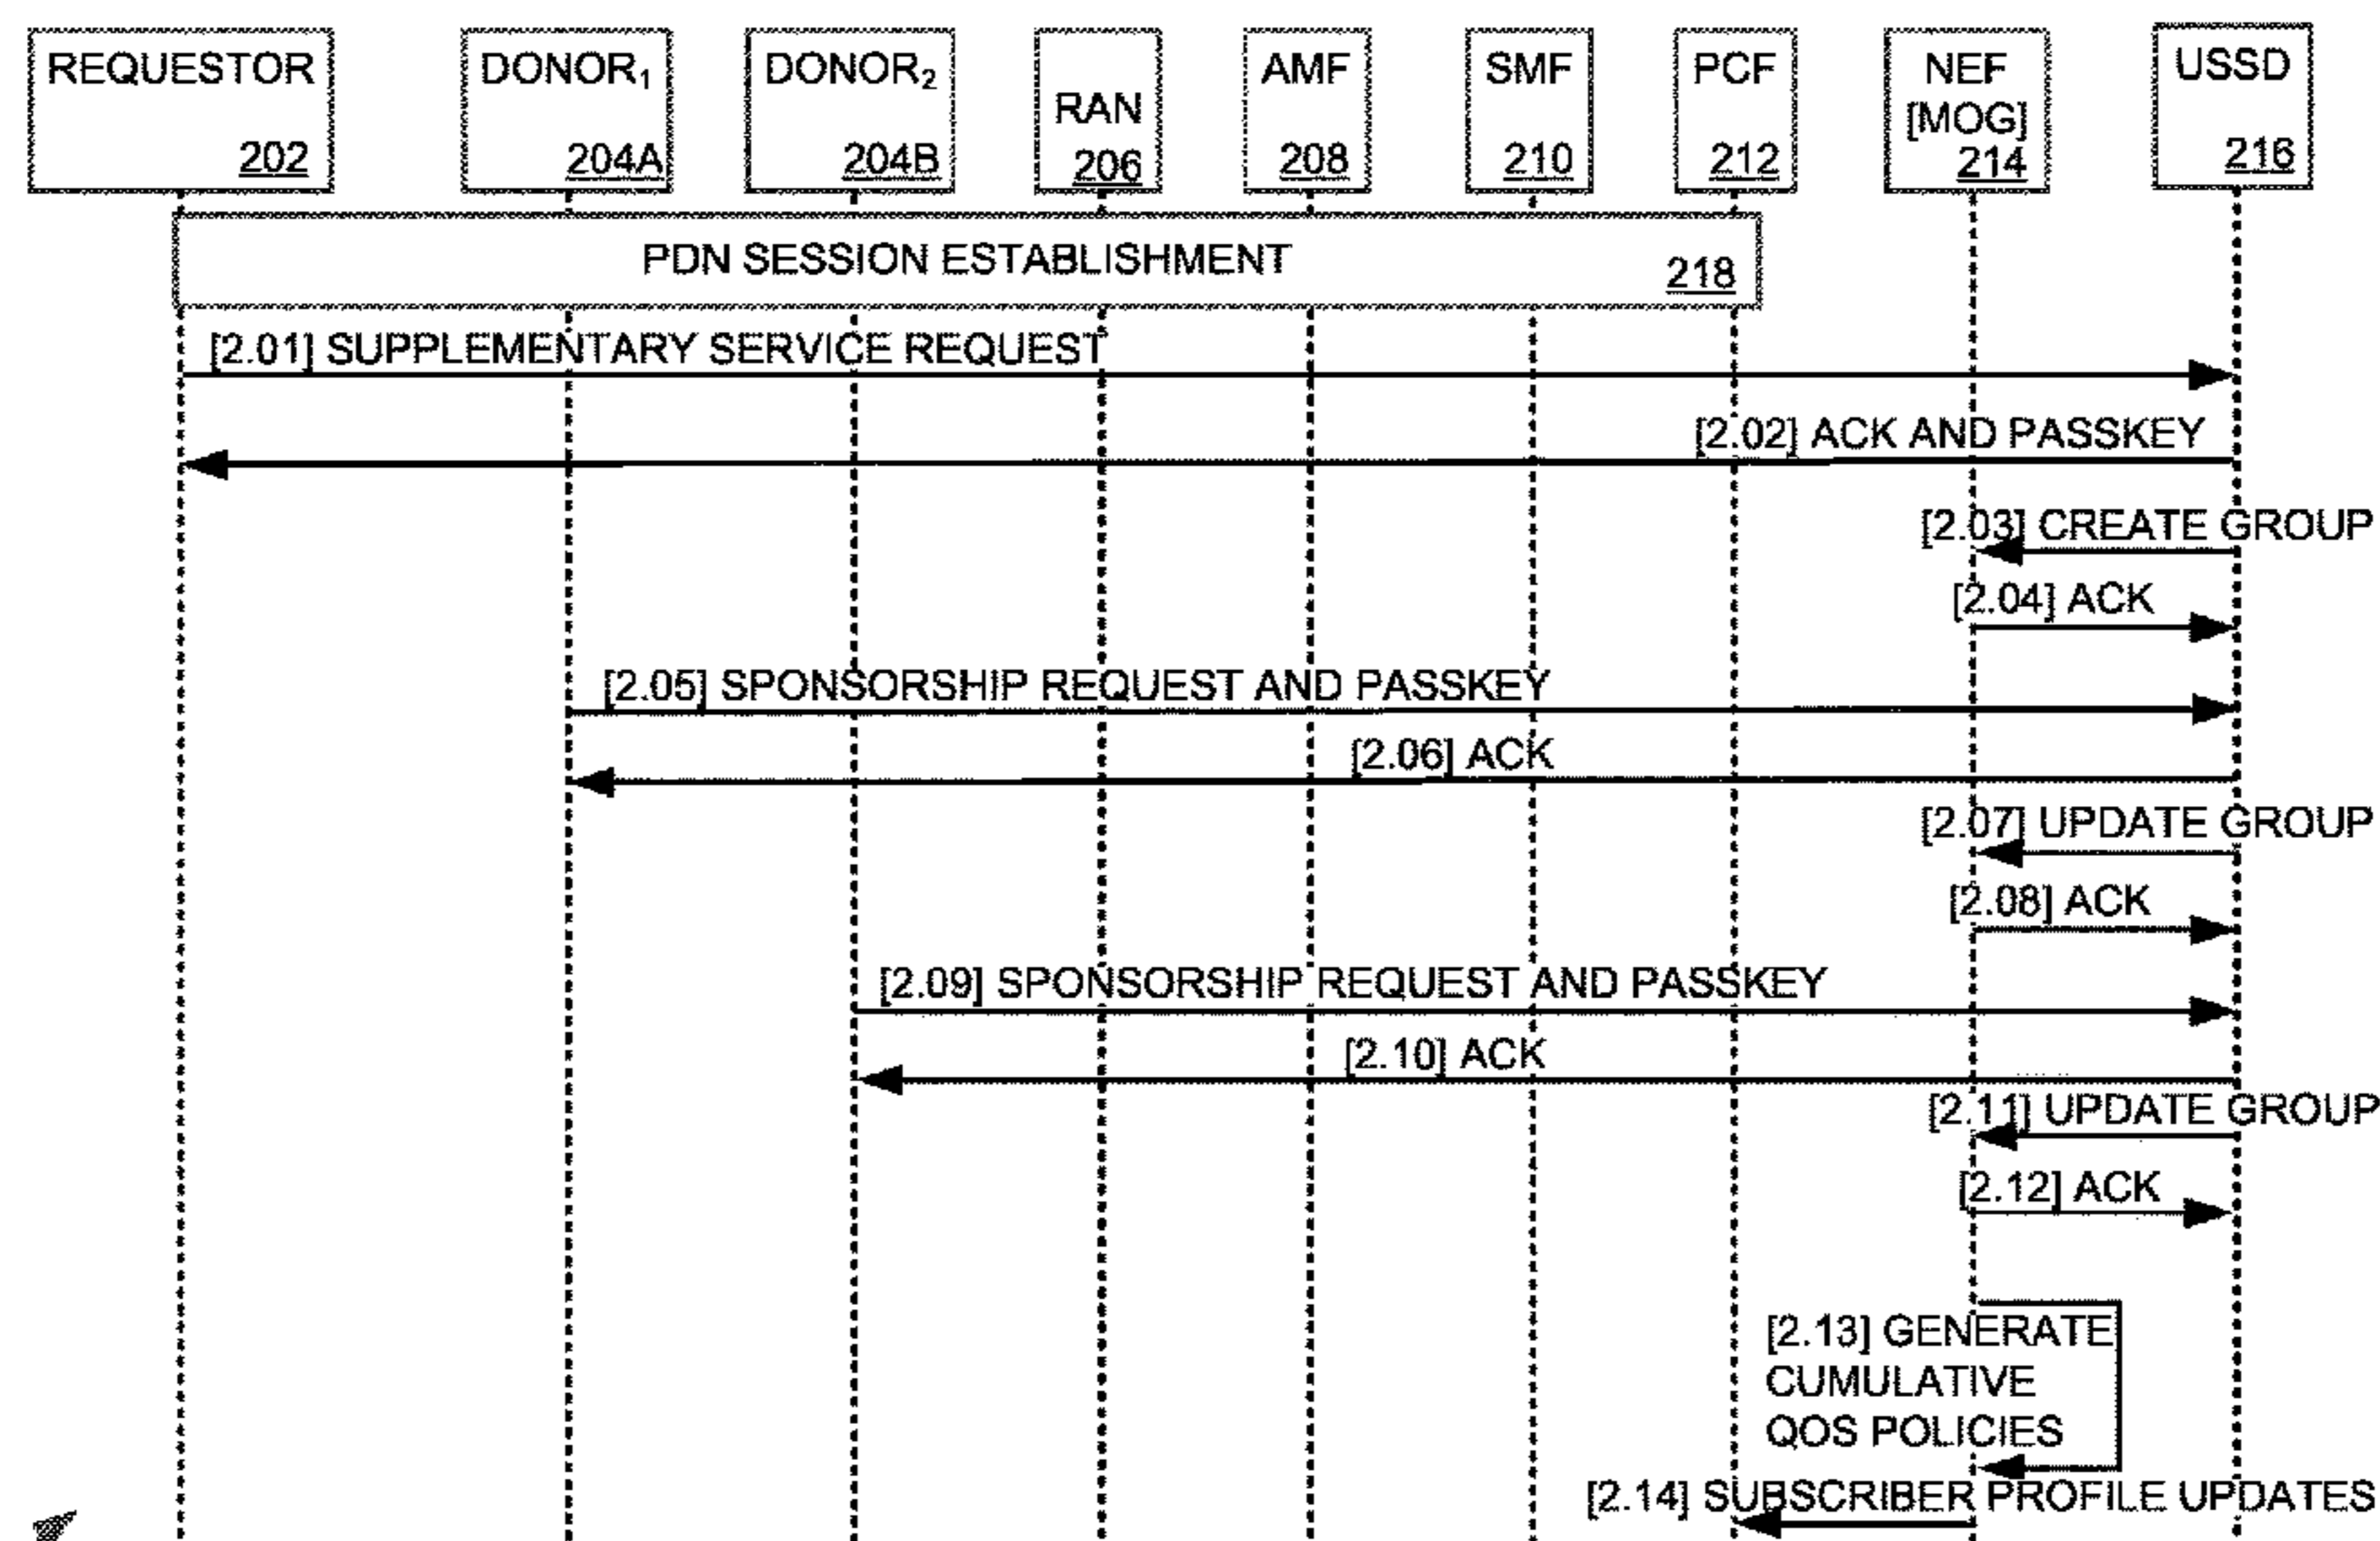 REQUESTOR
202
DONOR₁
204A
DONOR₂
204B
RAN
206
AMF
208
SMF
210
PCF
212
NEF
[MOG]
214
USSD
216
PDN SESSION ESTABLISHMENT
218
[2.01] SUPPLEMENTARY SERVICE REQUEST
[2.02] ACK AND PASSKEY
[2.03] CREATE GROUP
[2.04] ACK
[2.05] SPONSORSHIP REQUEST AND PASSKEY
[2.06] ACK
[2.07] UPDATE GROUP
[2.08] ACK
[2.09] SPONSORSHIP REQUEST AND PASSKEY
[2.10] ACK
[2.11] UPDATE GROUP
[2.12] ACK
[2.13] GENERATE
CUMULATIVE
QOS POLICIES
[2.14] SUBSCRIBER PROFILE UPDATES